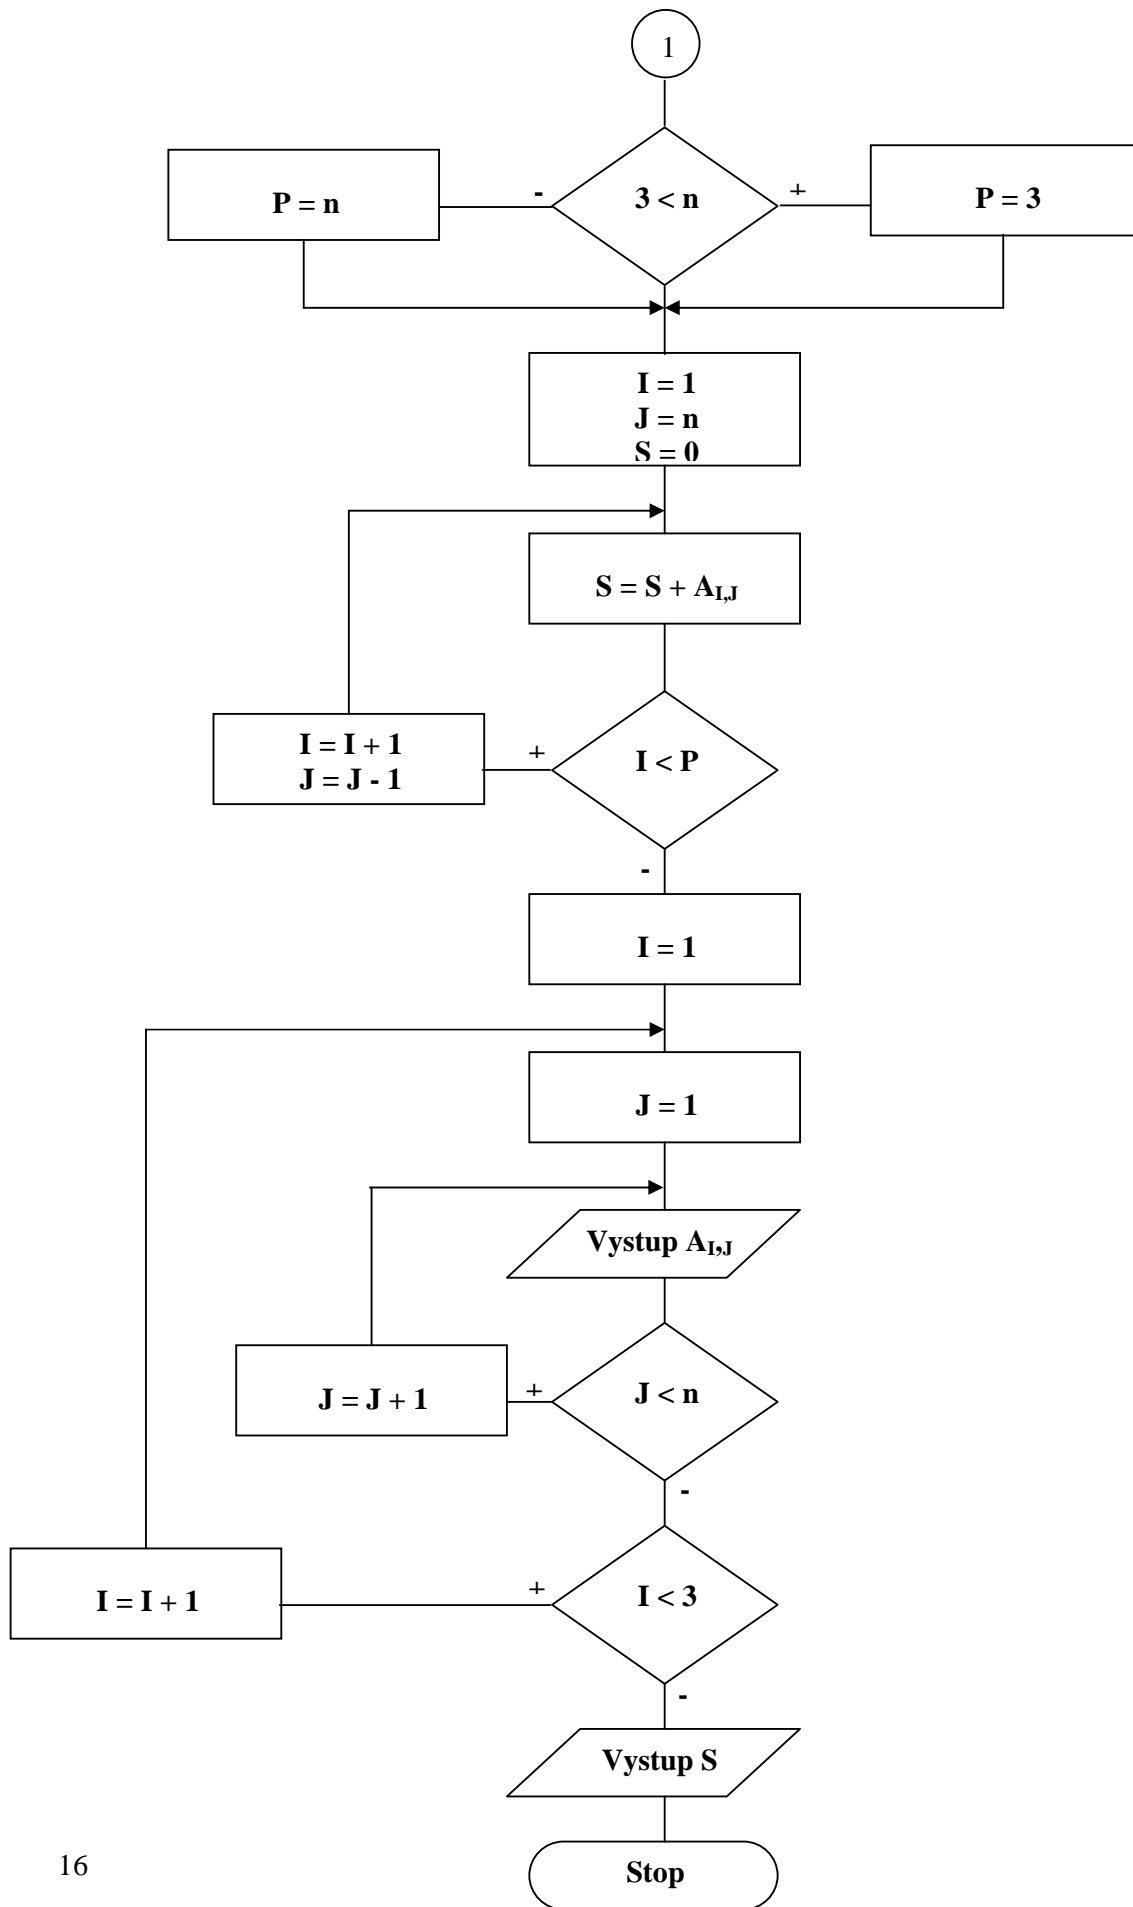 1
3 < n
-
+
P = n
P = 3
I = 1
J = n
S = 0
S = S + A_{I,J}
I < P
+
I = I + 1
J = J - 1
-
I = 1
J = 1
Vystup A_{I,J}
J < n
+
J = J + 1
-
I < 3
+
I = I + 1
-
Vystup S
Stop
16